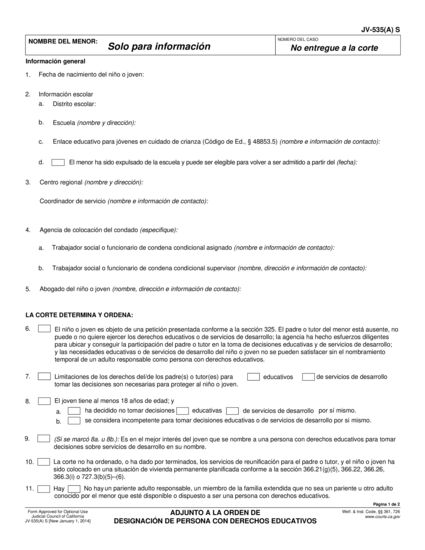 JV-535(A) S
NOMBRE DEL MENOR:
Solo para información
NÚMERO DEL CASO
No entregue a la corte
Información general
1. Fecha de nacimiento del niño o joven:
2. Información escolar
a. Distrito escolar:
b. Escuela (nombre y dirección):
c. Enlace educativo para jóvenes en cuidado de crianza (Código de Ed., § 48853.5) (nombre e información de contacto):
d. El menor ha sido expulsado de la escuela y puede ser elegible para volver a ser admitido a partir del (fecha):
3. Centro regional (nombre y dirección):
Coordinador de servicio (nombre e información de contacto):
4. Agencia de colocación del condado (especifique):
a. Trabajador social o funcionario de condena condicional asignado (nombre e información de contacto):
b. Trabajador social o funcionario de condena condicional supervisor (nombre, dirección e información de contacto):
5. Abogado del niño o joven (nombre, dirección e información de contacto):
LA CORTE DETERMINA Y ORDENA:
6. El niño o joven es objeto de una petición presentada conforme a la sección 325. El padre o tutor del menor está ausente, no
puede o no quiere ejercer los derechos educativos o de servicios de desarrollo; la agencia ha hecho esfuerzos diligentes
para ubicar y conseguir la participación del padre o tutor en la toma de decisiones educativas y de servicios de desarrollo;
y las necesidades educativas o de servicios de desarrollo del niño o joven no se pueden satisfacer sin el nombramiento
temporal de un adulto responsable como persona con derechos educativos.
7. Limitaciones de los derechos del/de los padre(s) o tutor(es) para educativos de servicios de desarrollo
tomar las decisiones son necesarias para proteger al niño o joven.
8. El joven tiene al menos 18 años de edad; y
a. ha decidido no tomar decisiones educativas de servicios de desarrollo por sí mismo.
b. se considera incompetente para tomar decisiones educativas o de servicios de desarrollo por sí mismo.
9. (Si se marcó 8a. u 8b.): Es en el mejor interés del joven que se nombre a una persona con derechos educativos para tomar
decisiones sobre servicios de desarrollo en su nombre.
10. La corte no ha ordenado, o ha dado por terminados, los servicios de reunificación para el padre o tutor, y el niño o joven ha
sido colocado en una situación de vivienda permanente planificada conforme a la sección 366.21(g)(5), 366.22, 366.26,
366.3(i) o 727.3(b)(5)–(6).
11. Hay No hay un pariente adulto responsable, un miembro de la familia extendida que no sea un pariente u otro adulto
conocido por el menor que esté disponible o dispuesto a ser una persona con derechos educativos.
Página 1 de 2
Form Approved for Optional Use
Judicial Council of California
JV-535(A) S [New January 1, 2014]
ADJUNTO A LA ORDEN DE
DESIGNACIÓN DE PERSONA CON DERECHOS EDUCATIVOS
Welf. & Inst. Code, §§ 361, 726
www.courts.ca.gov